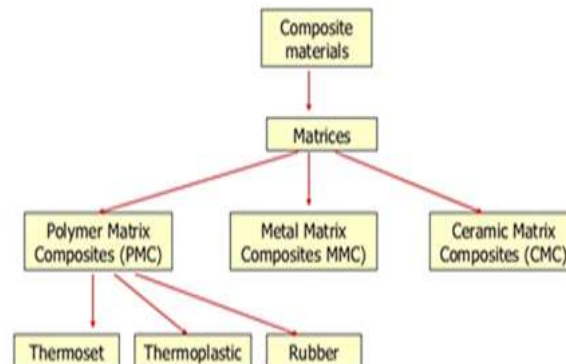 Composite
materials
Matrices
Polymer Matrix
Composites (PMC)
Metal Matrix
Composites MMC)
Ceramic Matrix
Composites (CMC)
Thermoset
Thermoplastic
Rubber